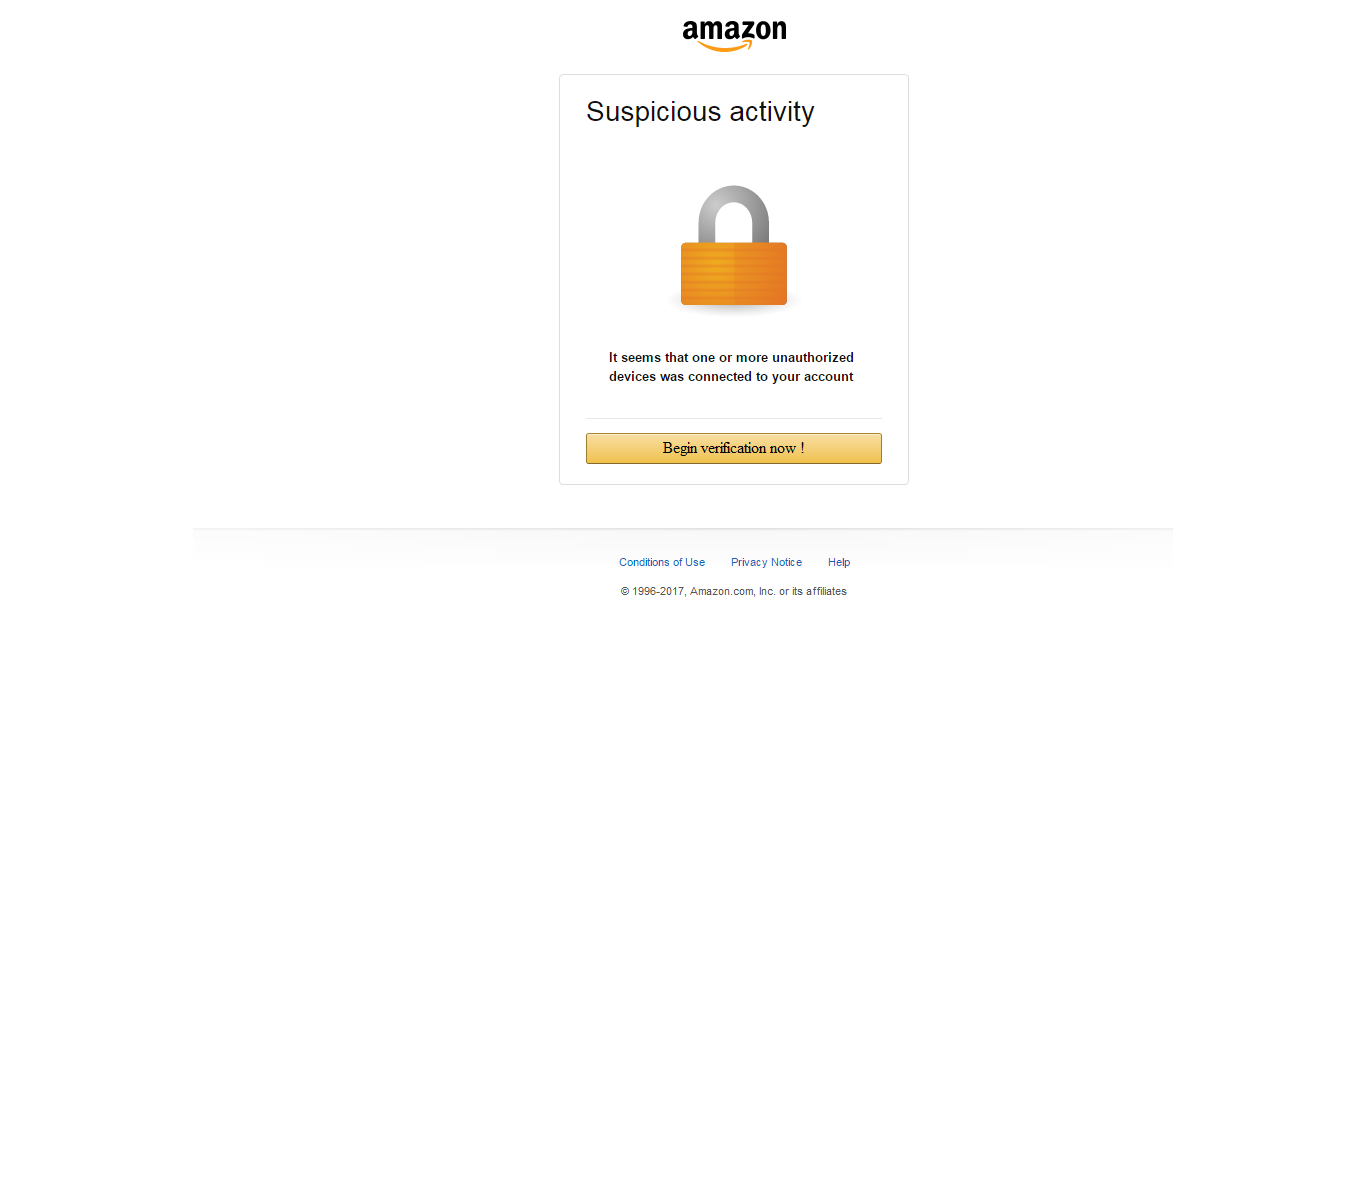 amazon
Suspicious activity
It seems that one or more unauthorized
devices was connected to your account
Begin verification now !
Conditions of Use Privacy Notice Help
© 1996-2017, Amazon.com, Inc. or its affiliates